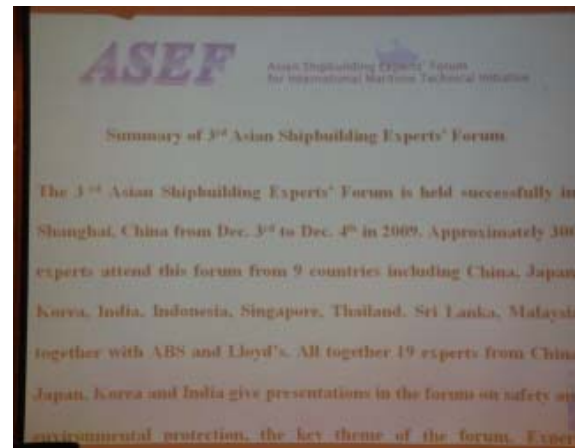 ASEF
Asian Shipbuilding Experts' Forum
for International Maritime Technical Initiative
Summary of 3rd Asian Shipbuilding Experts' Forum
The 3 rd Asian Shipbuilding Experts' Forum is held successfully in
Shanghai, China from Dec. 3rd to Dec. 4th in 2009. Approximately 300
experts attend this forum from 9 countries including China, Japan,
Korea, India, Indonesia, Singapore, Thailand, Sri Lanka, Malaysia
together with ABS and Lloyd's. All together 19 experts from China
Japan, Korea and India give presentations in the forum on safety
environmental protection, the key theme of the forum.